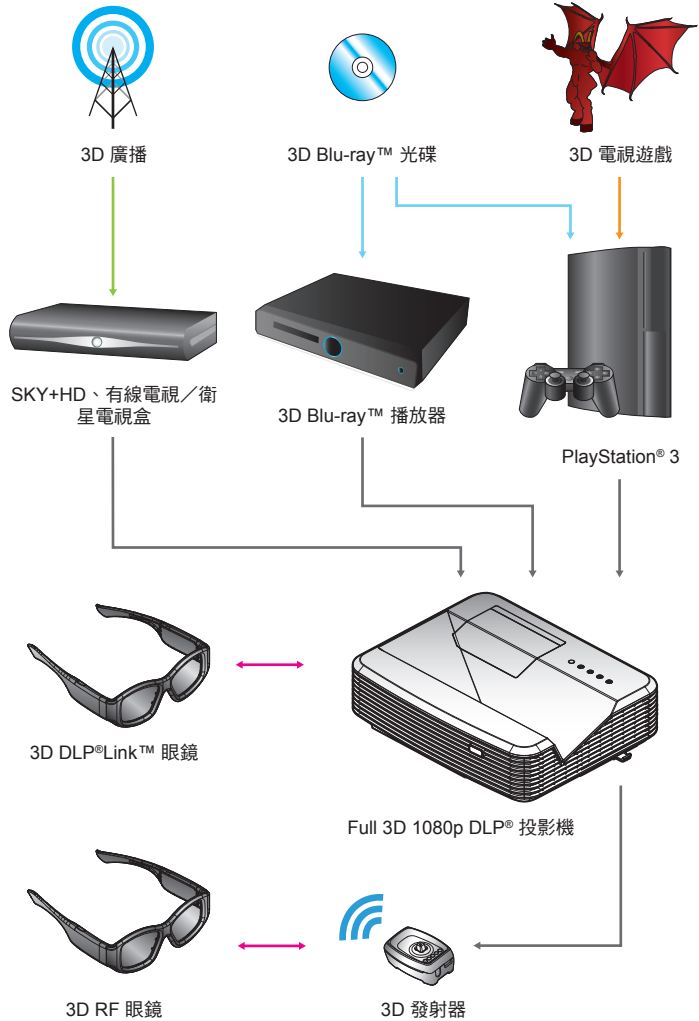 3D 廣播
3D Blu-ray™ 光碟
3D 電視遊戲
SKY+HD、有線電視／衛
星電視盒
3D Blu-ray™ 播放器
PlayStation® 3
3D DLP®Link™ 眼鏡
Full 3D 1080p DLP® 投影機
3D RF 眼鏡
3D 發射器